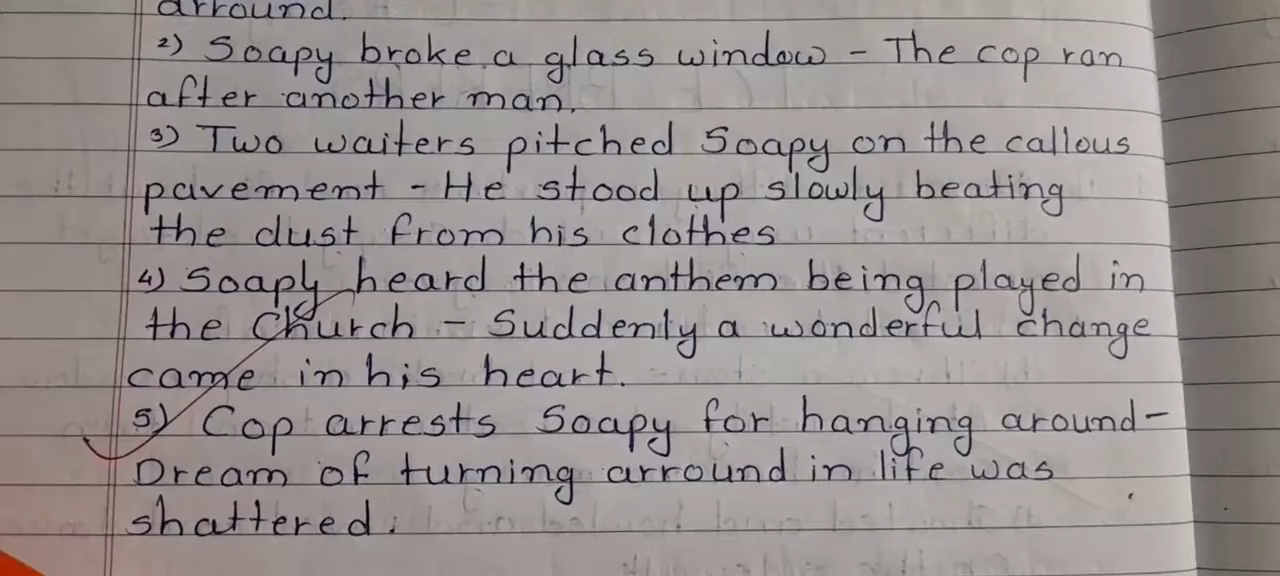 arround.
2) Soapy broke a glass window - The cop ran
after another man.
3) Two waiters pitched Soapy on the callous
pavement - He stood up slowly beating
the dust from his clothes
4) Soaply heard the anthem being played in
the Church - Suddenly a wonderful change
came in his heart.
5) Cop arrests Soapy for hanging around-
Dream of turning arround in life was
shattered.